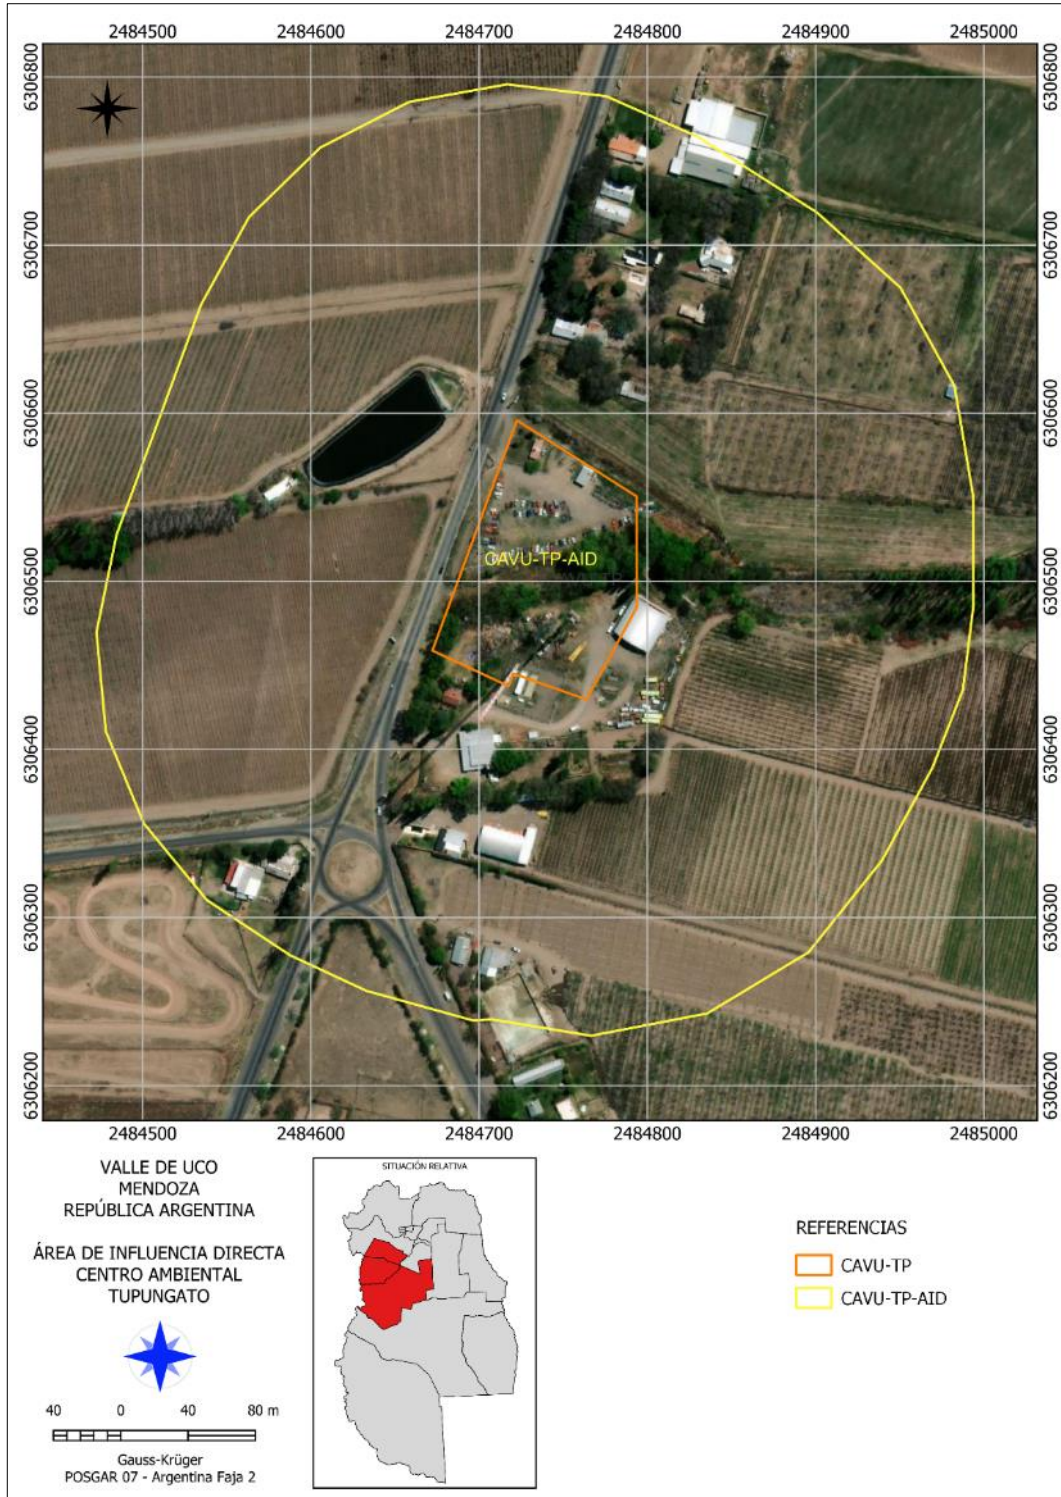 2484500 2484600 2484700 2484800 2484900 2485000
6306800 6306800
6306700 6306700
6306600 6306600
6306500 6306500
6306400 6306400
6306300 6306300
6306200 6306200
CAVU-TP-AID
2484500 2484600 2484700 2484800 2484900 2485000
VALLE DE UCO
MENDOZA
REPÚBLICA ARGENTINA
ÁREA DE INFLUENCIA DIRECTA
CENTRO AMBIENTAL
TUPUNGATO
40 0 40 80 m
Gauss-Krüger
POSGAR 07 - Argentina Faja 2
SITUACIÓN RELATIVA
REFERENCIAS
CAVU-TP
CAVU-TP-AID